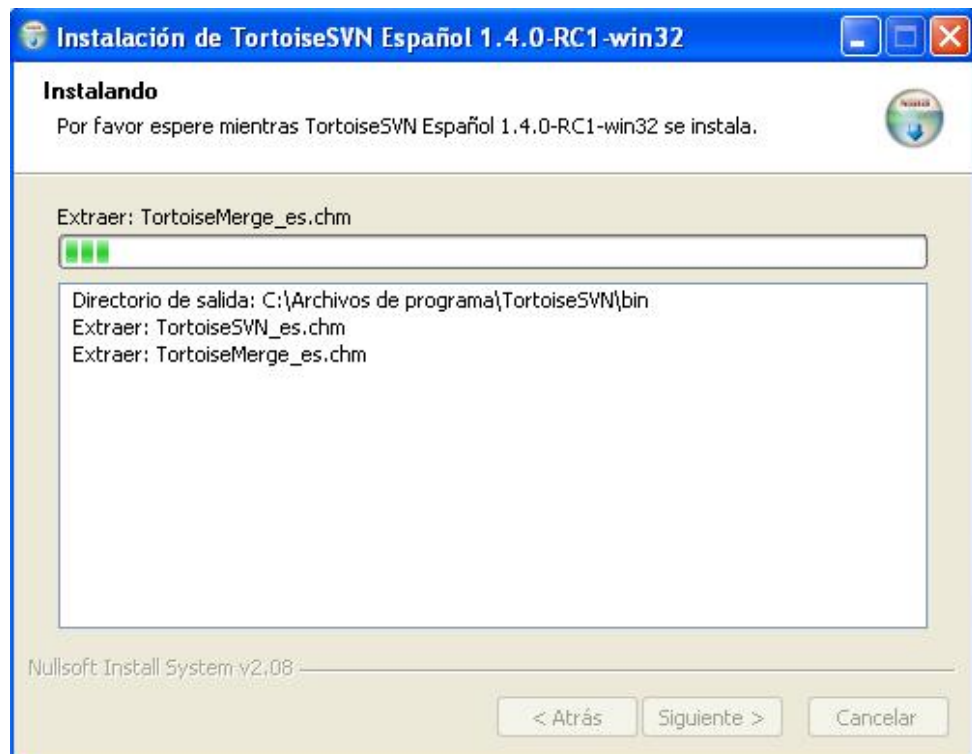 Instalación de TortoiseSVN Español 1.4.0-RC1-win32
Instalando
Por favor espere mientras TortoiseSVN Español 1.4.0-RC1-win32 se instala.
Extraer: TortoiseMerge_es.chm
Directorio de salida: C:\Archivos de programa\TortoiseSVN\bin
Extraer: TortoiseSVN_es.chm
Extraer: TortoiseMerge_es.chm
Nullsoft Install System v2.08
< Atrás
Siguiente >
Cancelar